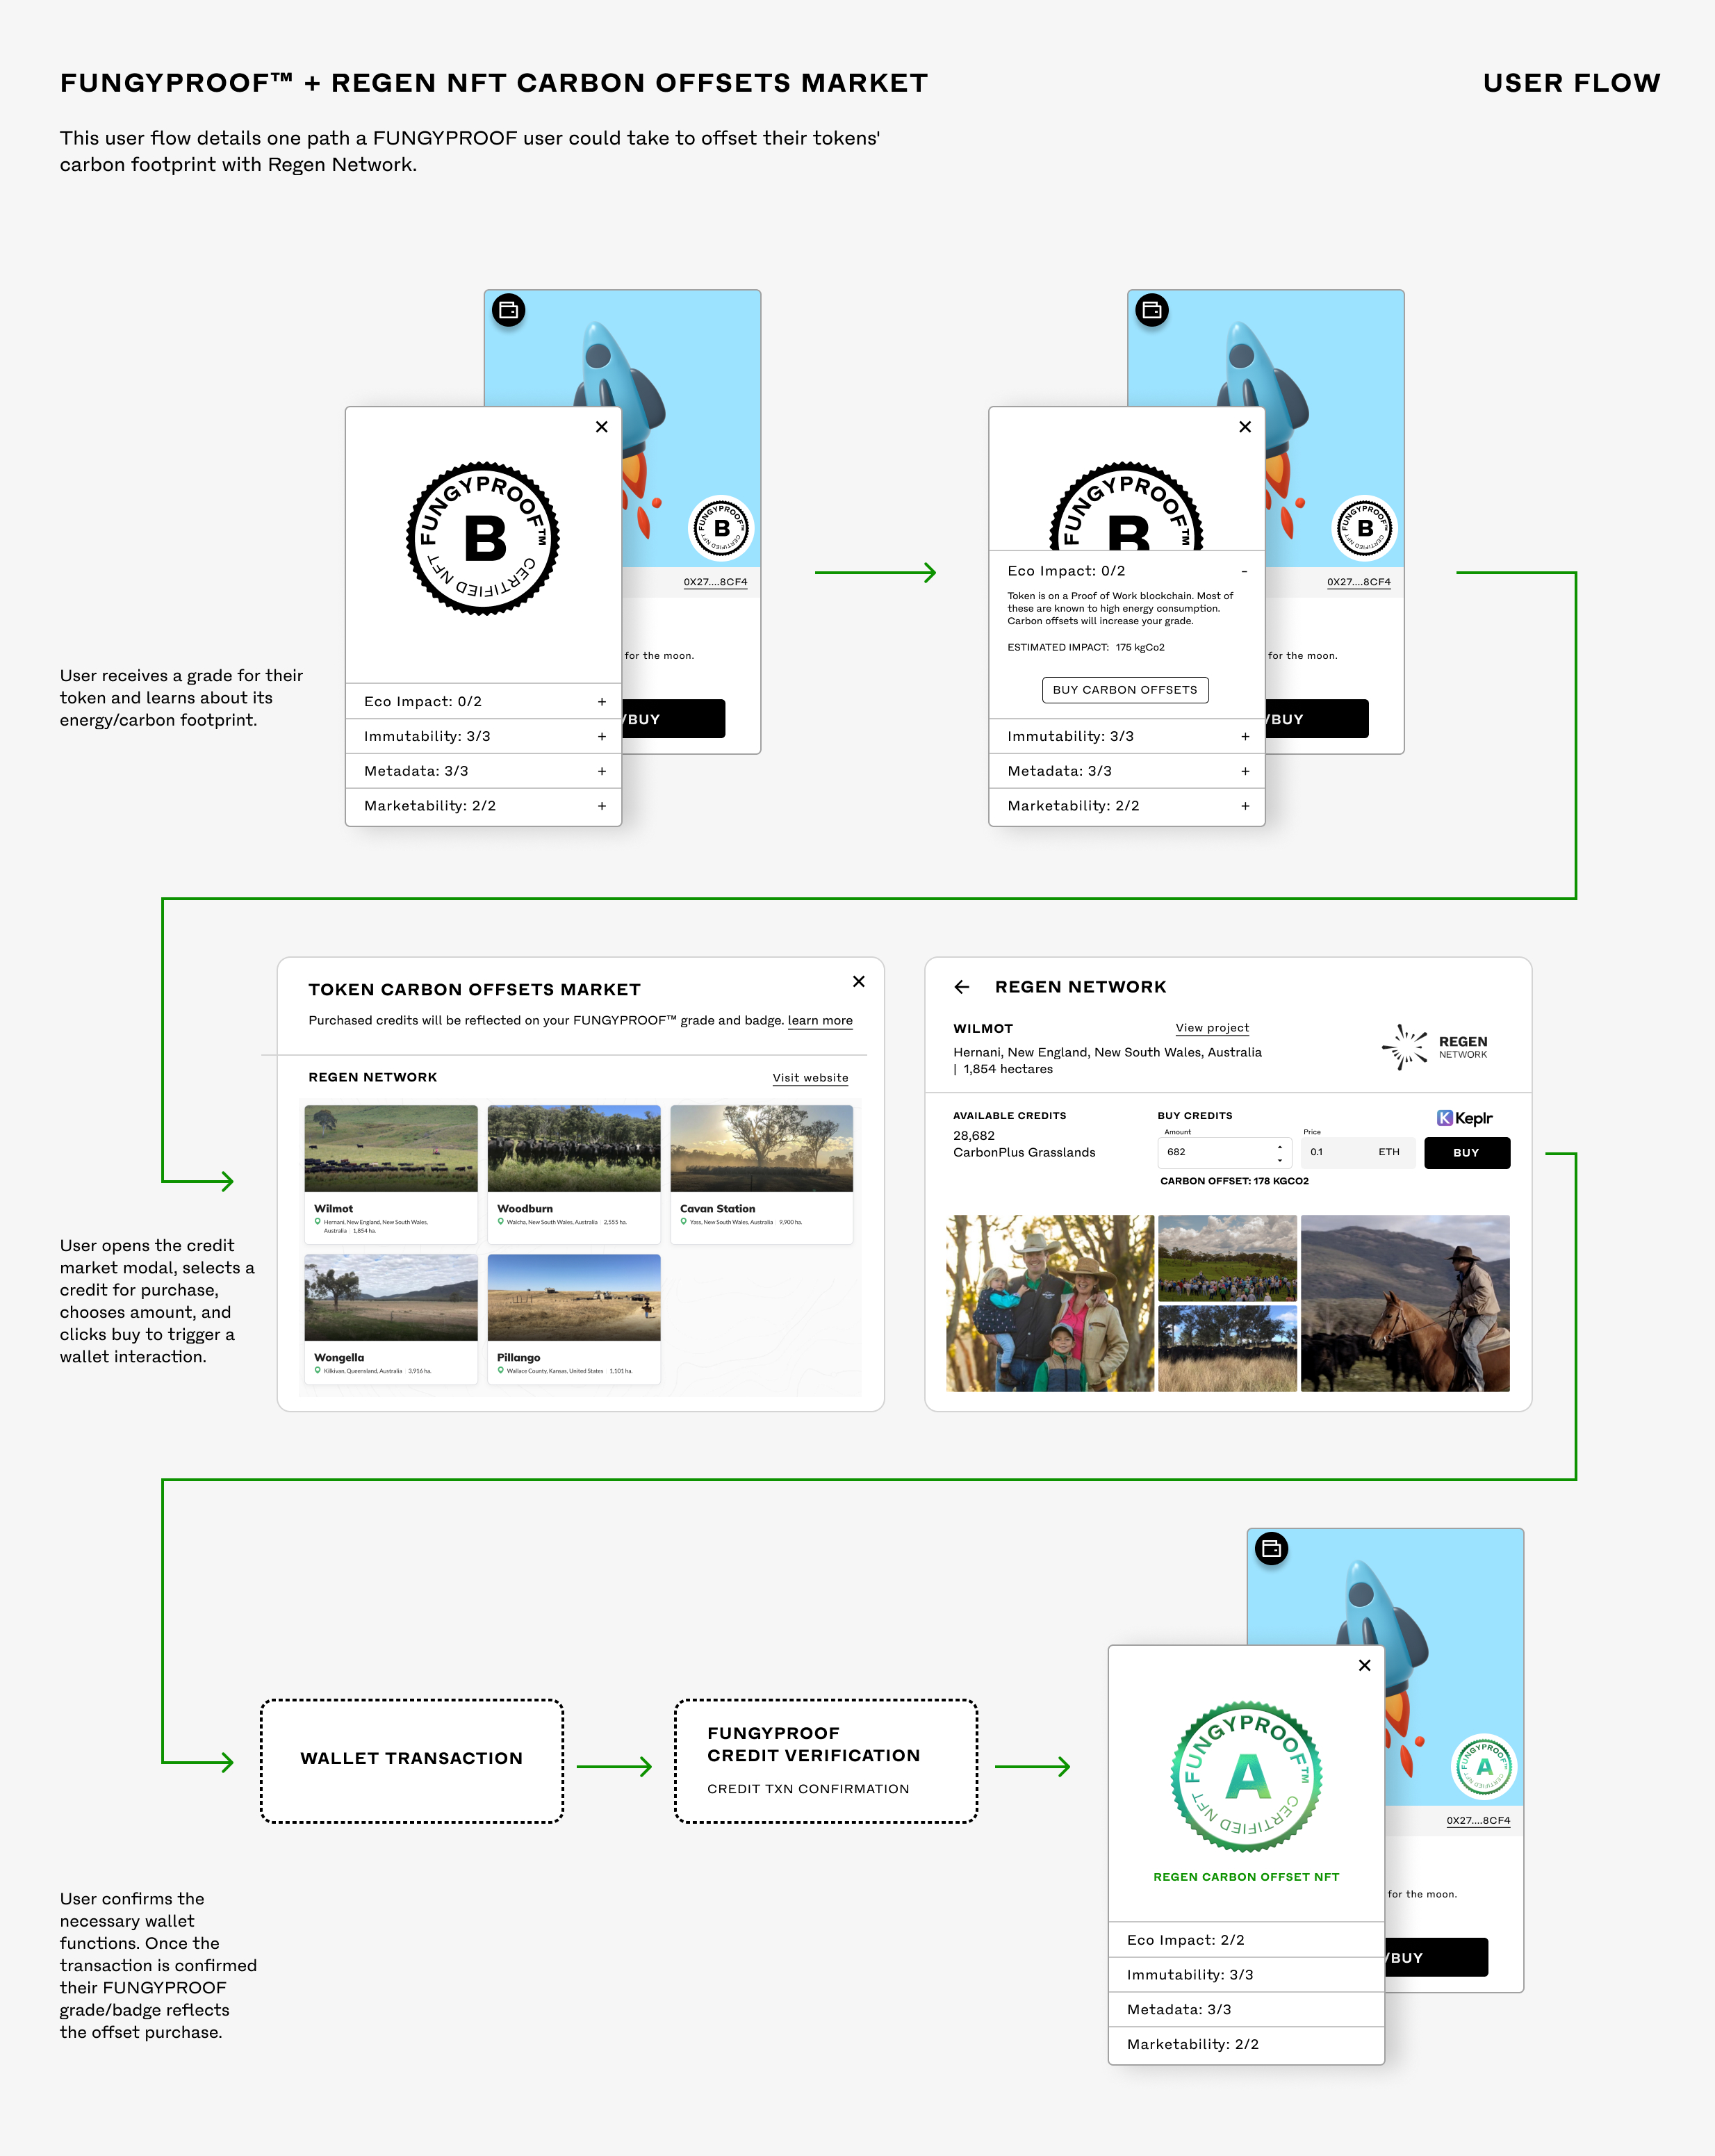 FUNGYPROOF™ + REGEN NFT CARBON OFFSETS MARKET
USER FLOW
This user flow details one path a FUNGYPROOF user could take to offset their tokens'
carbon footprint with Regen Network.
User receives a grade for their
token and learns about its
energy/carbon footprint.
FUNGYPROOF™
B
CERTIFIED NFT
Eco Impact: 0/2 +
Immutability: 3/3 +
Metadata: 3/3 +
Marketability: 2/2 +
FUNGYPROOF™
B
CERTIFIED NFT
0X27....8CF4
for the moon.
/BUY
FUNGYPROOF™
B
Eco Impact: 0/2 -
Token is on a Proof of Work blockchain. Most of
these are known to high energy consumption.
Carbon offsets will increase your grade.
ESTIMATED IMPACT: 175 kgCo2
BUY CARBON OFFSETS
Immutability: 3/3 +
Metadata: 3/3 +
Marketability: 2/2 +
FUNGYPROOF™
B
CERTIFIED NFT
0X27....8CF4
for the moon.
/BUY
User opens the credit
market modal, selects a
credit for purchase,
chooses amount, and
clicks buy to trigger a
wallet interaction.
TOKEN CARBON OFFSETS MARKET
Purchased credits will be reflected on your FUNGYPROOF™ grade and badge. learn more
REGEN NETWORK
Visit website
Wilmot
Hernani, New England, New South Wales,
Australia 1,854 ha.
Woodburn
Walcha, New South Wales, Australia 2,555 ha.
Cavan Station
Yass, New South Wales, Australia 9,900 ha.
Wongella
Kilkivan, Queensland, Australia 3,916 ha.
Pillango
Wallace County, Kansas, United States 1,101 ha.
REGEN NETWORK
WILMOT
View project
Hernani, New England, New South Wales, Australia
| 1,854 hectares
REGEN
NETWORK
AVAILABLE CREDITS
28,682
CarbonPlus Grasslands
BUY CREDITS
Keplr
Amount
Price
682
0.1 ETH
BUY
CARBON OFFSET: 178 KGCO2
WALLET TRANSACTION
FUNGYPROOF
CREDIT VERIFICATION
CREDIT TXN CONFIRMATION
User confirms the
necessary wallet
functions. Once the
transaction is confirmed
their FUNGYPROOF
grade/badge reflects
the offset purchase.
FUNGYPROOF™
A
CERTIFIED NFT
REGEN CARBON OFFSET NFT
Eco Impact: 2/2
Immutability: 3/3
Metadata: 3/3
Marketability: 2/2
FUNGYPROOF™
A
CERTIFIED NFT
0X27....8CF4
for the moon.
/BUY